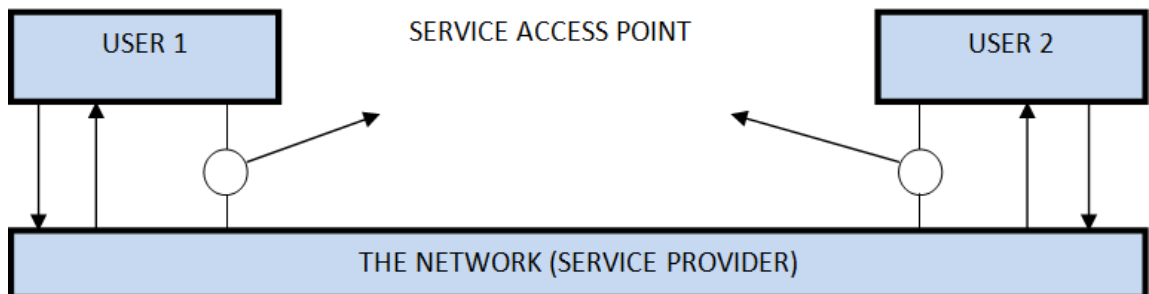 USER 1
SERVICE ACCESS POINT
USER 2
THE NETWORK (SERVICE PROVIDER)